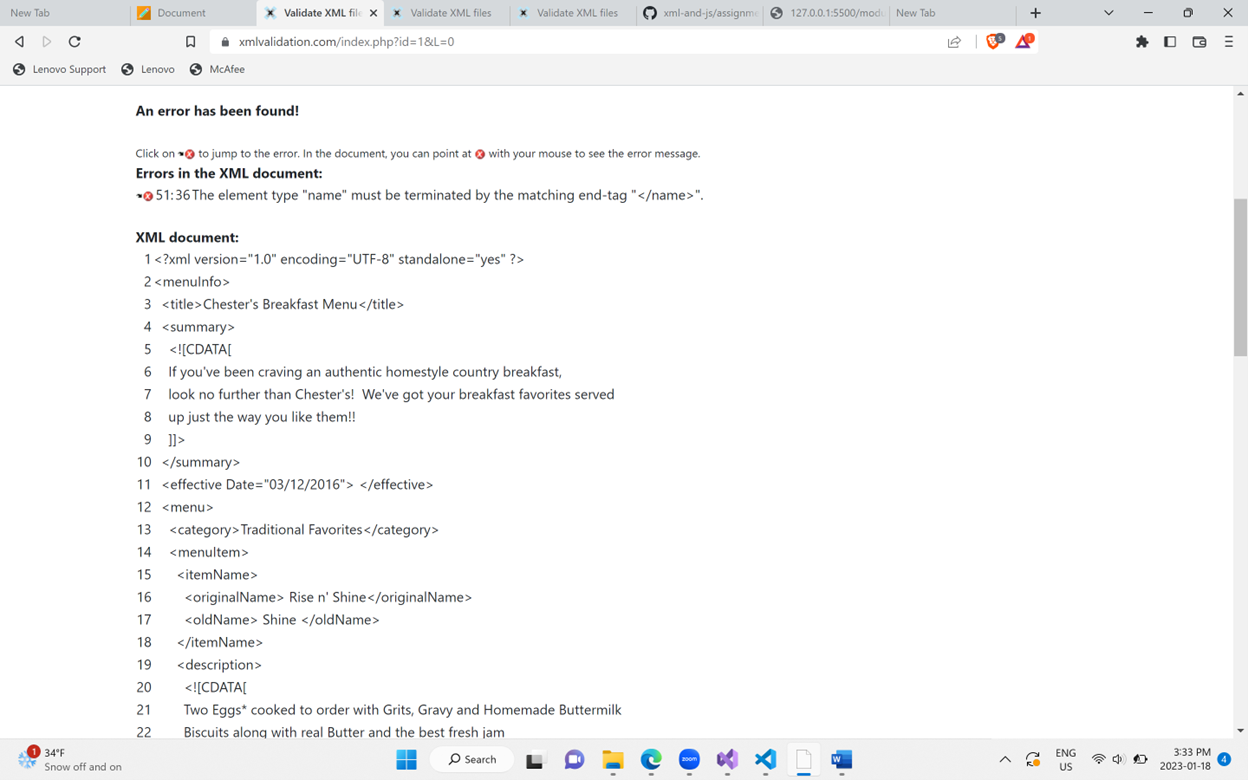 New Tab
Document
Validate XML file
Validate XML files
Validate XML files
xml-and-js/assignme
127.0.0.1:5500/modu
New Tab
xmlvalidation.com/index.php?id=1&L=0
5
1
Lenovo Support
Lenovo
McAfee
An error has been found!
Click on to jump to the error. In the document, you can point at with your mouse to see the error message.
Errors in the XML document:
51:36 The element type "name" must be terminated by the matching end-tag "</name>".
XML document:
1 <?xml version="1.0" encoding="UTF-8" standalone="yes" ?>
2 <menuInfo>
3 <title>Chester's Breakfast Menu</title>
4 <summary>
5 <![CDATA[
6 If you've been craving an authentic homestyle country breakfast,
7 look no further than Chester's!  We've got your breakfast favorites served
8 up just the way you like them!!
9 ]]>
10 </summary>
11 <effective Date="03/12/2016"> </effective>
12 <menu>
13 <category>Traditional Favorites</category>
14 <menuItem>
15 <itemName>
16 <originalName> Rise n' Shine</originalName>
17 <oldName> Shine </oldName>
18 </itemName>
19 <description>
20 <![CDATA[
21 Two Eggs* cooked to order with Grits, Gravy and Homemade Buttermilk
22 Biscuits along with real Butter and the best fresh jam
1
34°F
Snow off and on
Search
zoom
W
ENG
US
3:33 PM
2023-01-18
4